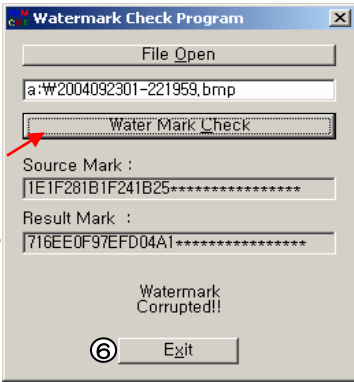 Watermark Check Program
File Open
a:₩2004092301-221959,bmp
Water Mark Check
Source Mark :
1E1F281B1F241B25****************
Result Mark :
716EE0F97EFD04A1****************
Watermark
Corrupted!!
⑥ Exit